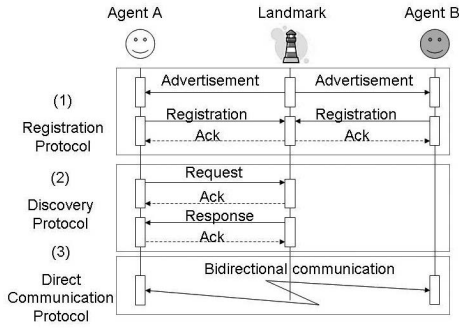 Agent A Landmark Agent B
Advertisement Advertisement
(1)
Registration Registration
Registration
Ack Ack
Protocol
Request
(2)
Ack
Discovery
Response
Protocol
Ack
(3)
Bidirectional communication
Direct
Communication
Protocol